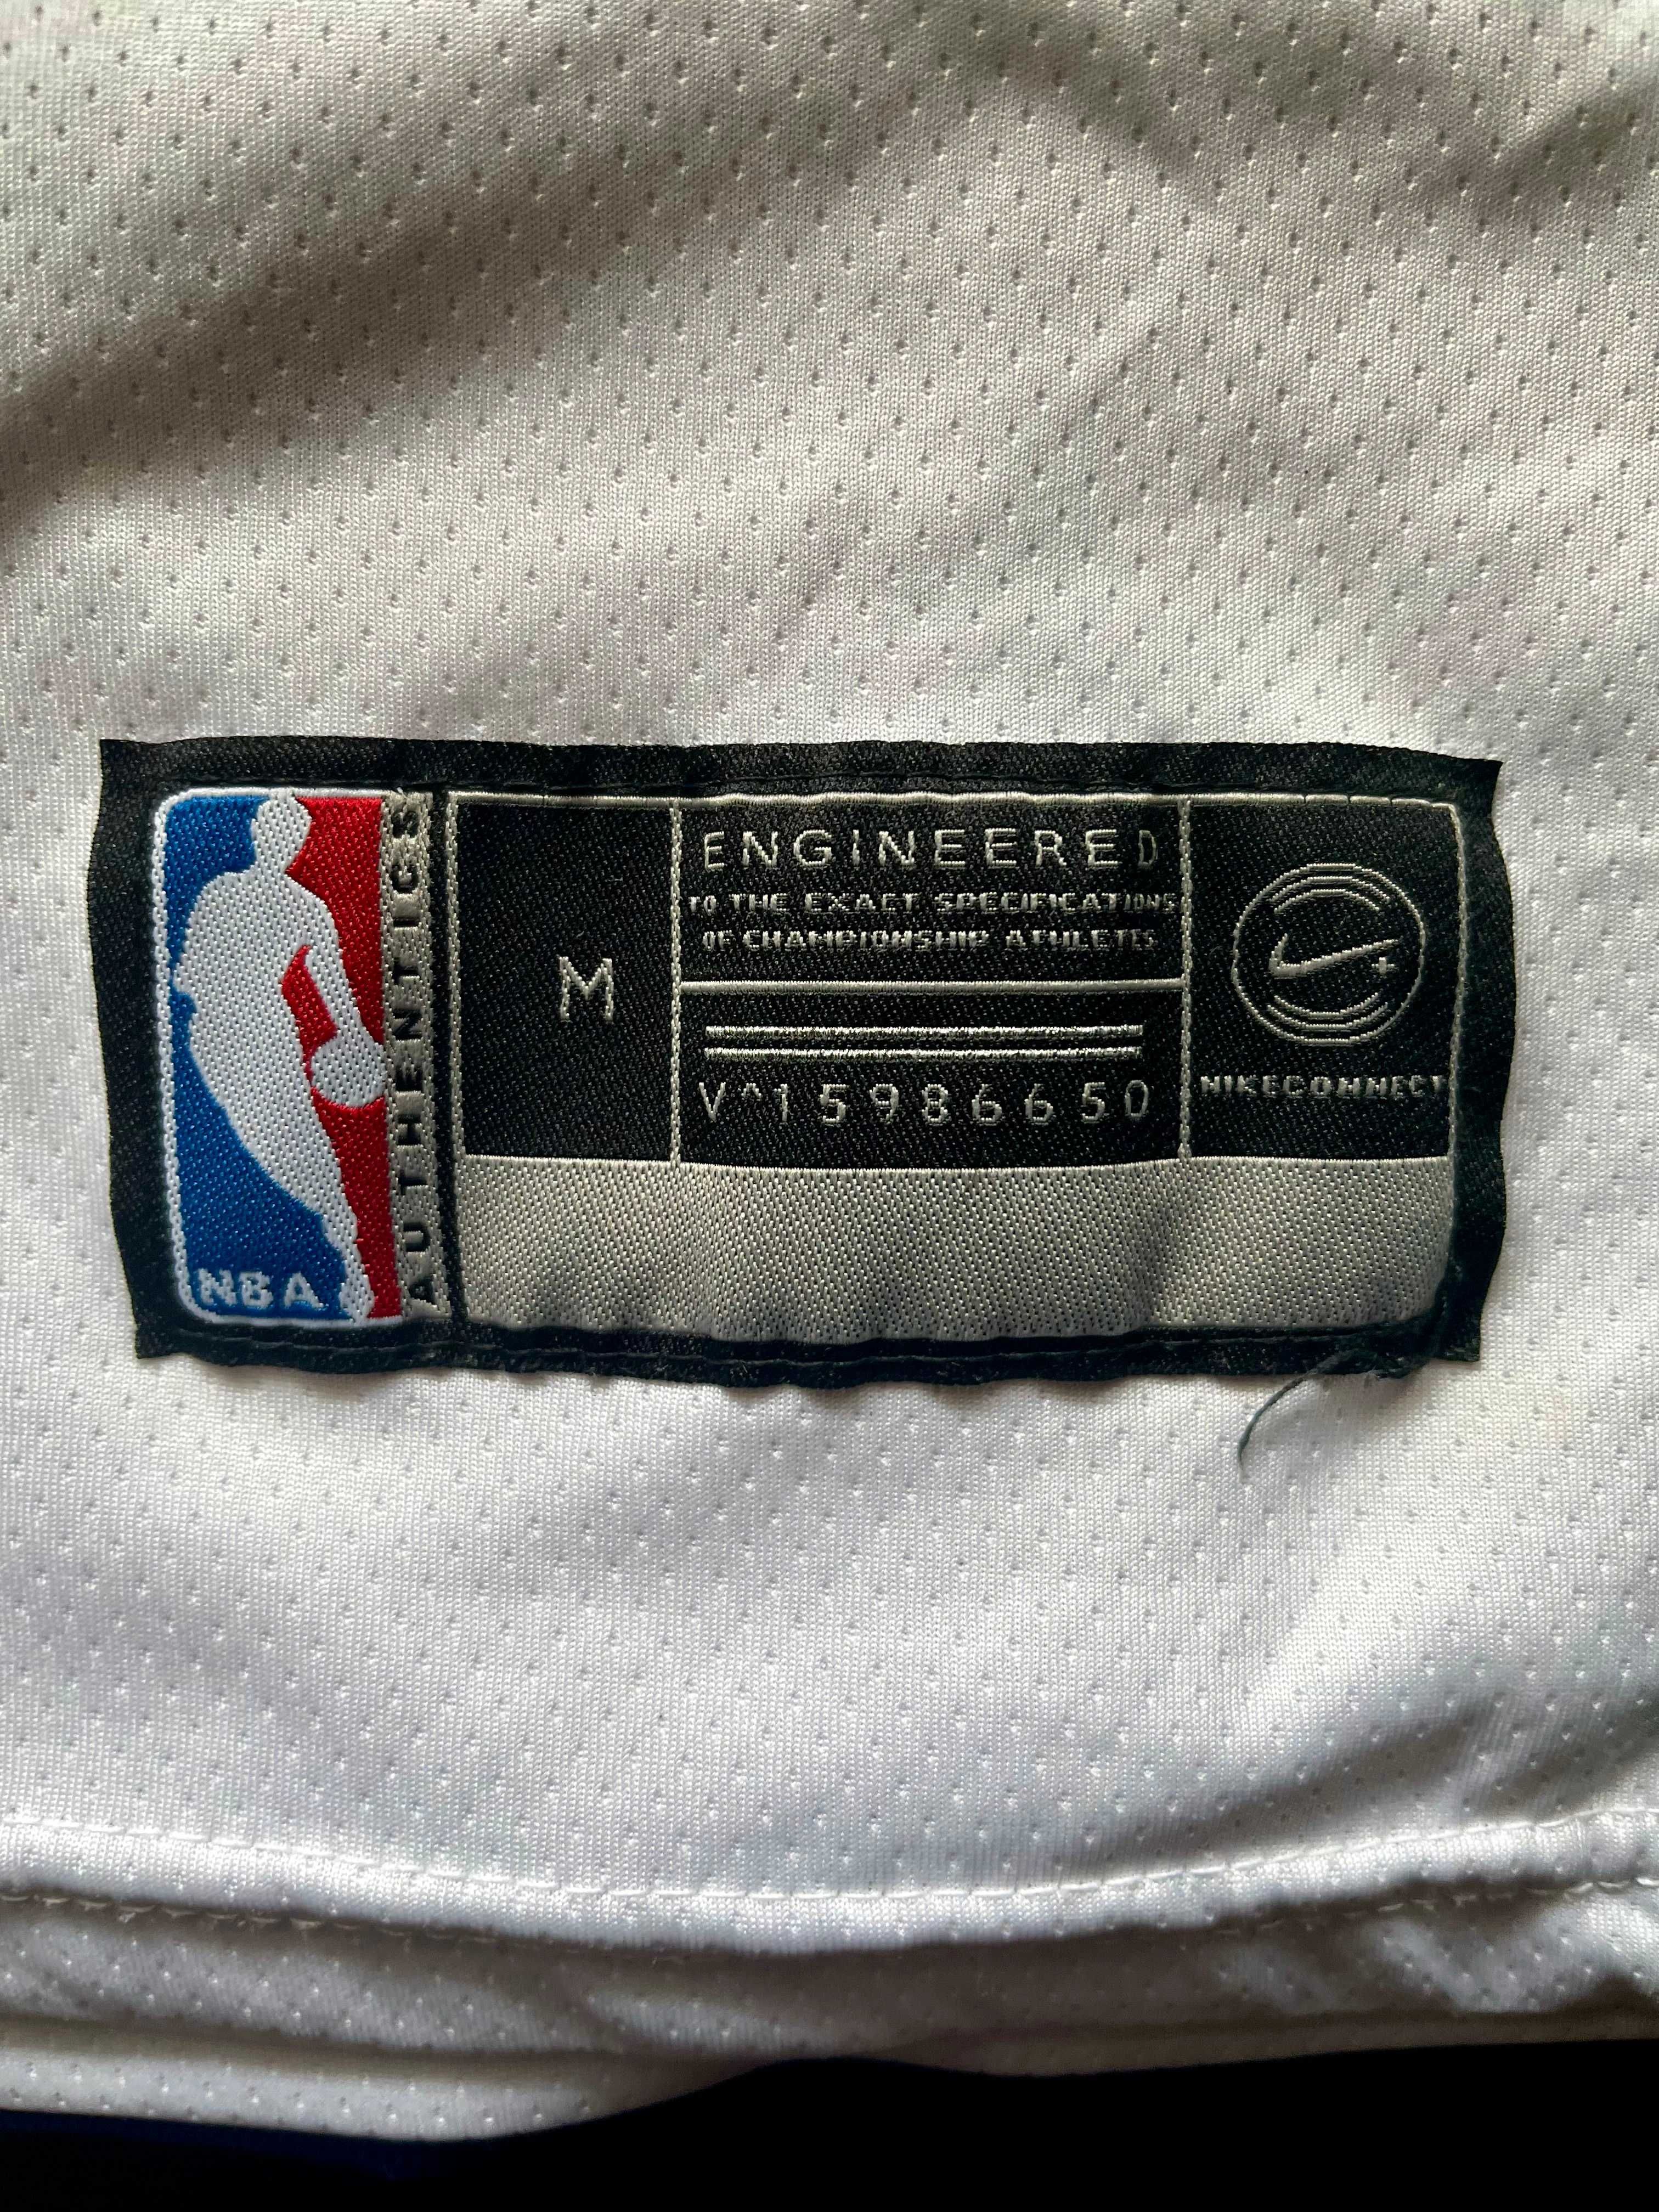 NBA
AUTHENTICS
M
ENGINEERED
TO THE EXACT SPECIFICATIONS
OF CHAMPIONSHIP ATHLETES
V^15986650
NIKECONNECT